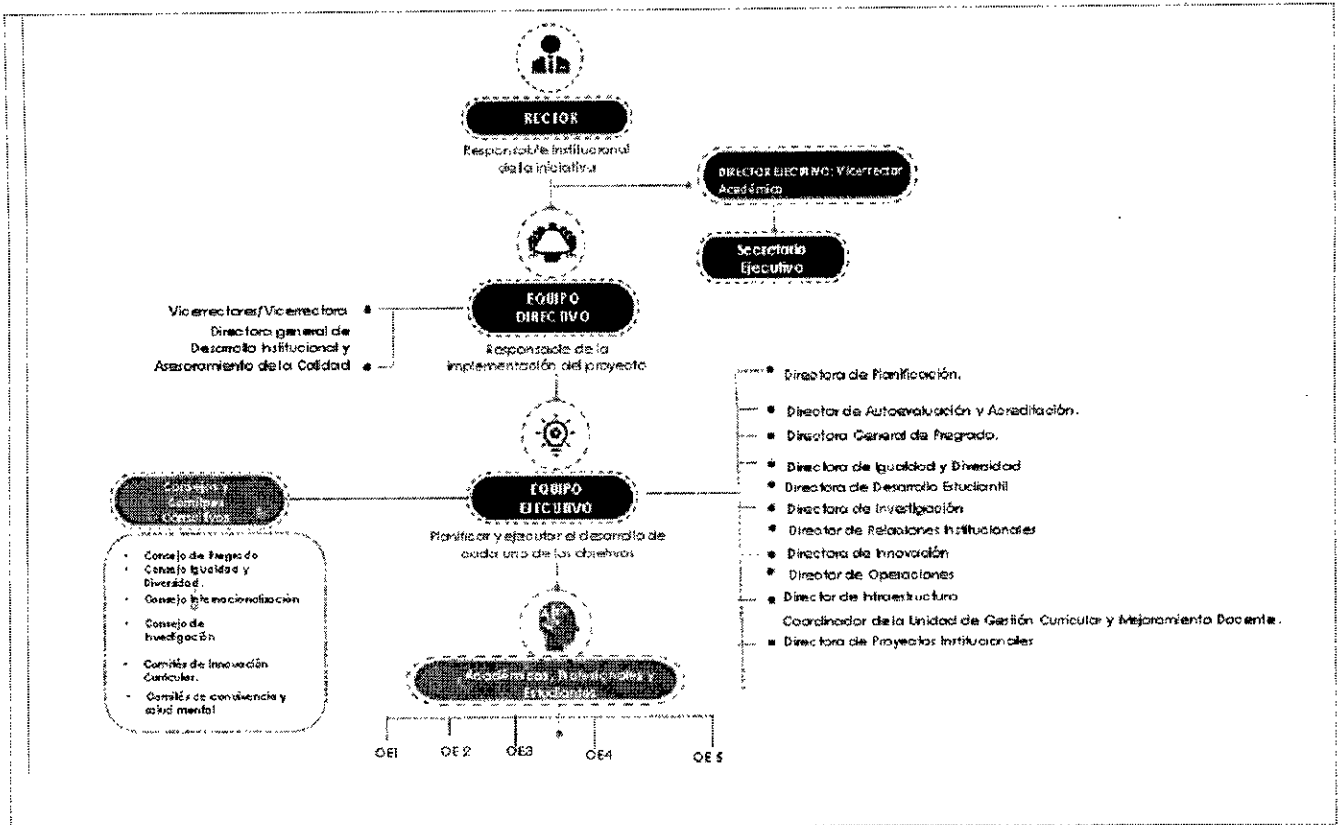 RECTOR
Responsable institucional
de la iniciativa
DIRECTOR EJECUTIVO: Vicerrector
Académico
Secretario
Ejecutivo
EQUIPO
DIRECTIVO
Responsable de la
implementación del proyecto
Vicerrectores/Vicerrectora
Directora general de
Desarrollo Institucional y
Asesoramiento de la Calidad
EQUIPO
EJECUTIVO
Planificar y ejecutar el desarrollo de
cada uno de los objetivos
Directora de Planificación.
Director de Autoevaluación y Acreditación.
Directora General de Pregrado.
Directora de Igualdad y Diversidad
Directora de Desarrollo Estudiantil
Directora de Investigación
Director de Relaciones Institucionales
Directora de Innovación
Director de Operaciones
Director de Infraestructura
Coordinador de la Unidad de Gestión Curricular y Mejoramiento Docente.
Directora de Proyectos Institucionales
Consejo de Pregrado
Consejo Igualdad y
Diversidad.
Consejo Internacionalización
Consejo de
Investigación
Comités de Innovación
Curricular.
Comités de convivencia y
salud mental
Académicos, Profesionales y
Estudiantes
OE1
OE 2
OE3
OE4
OE 5